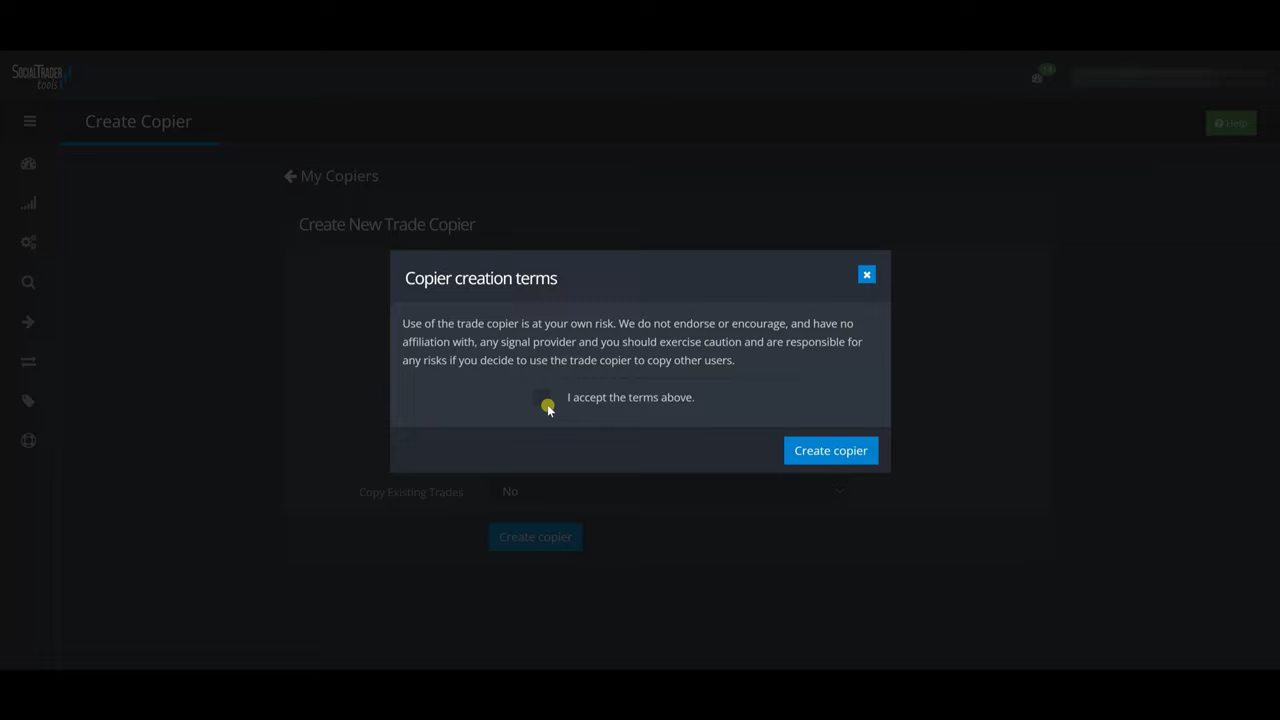 SOCIALTRADER
tools
14
Create Copier
Help
My Copiers
Create New Trade Copier
Copier creation terms
Use of the trade copier is at your own risk. We do not endorse or encourage, and have no
affiliation with, any signal provider and you should exercise caution and are responsible for
any risks if you decide to use the trade copier to copy other users.
I accept the terms above.
Create copier
Copy Existing Trades No
Create copier